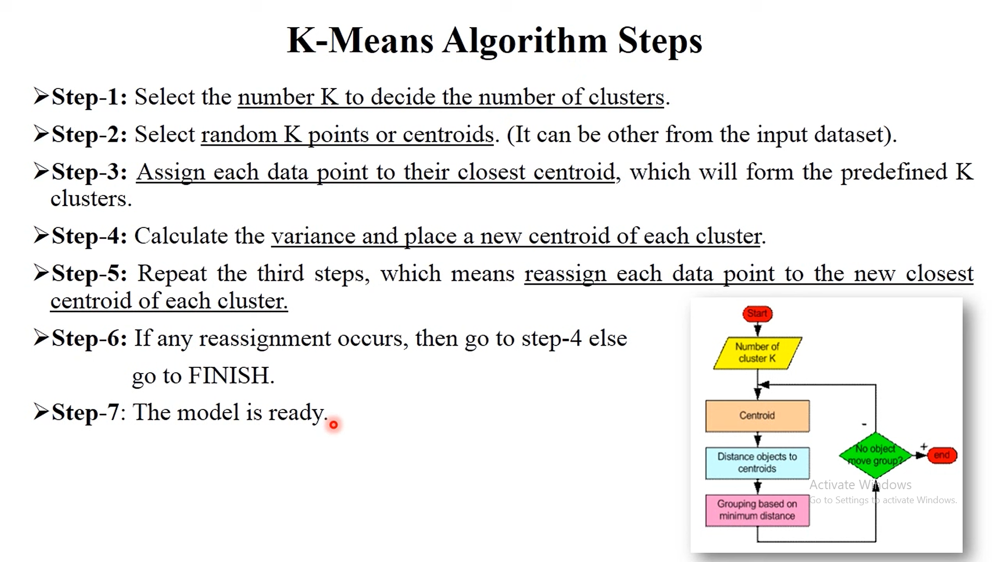 K-Means Algorithm Steps
➢Step-1: Select the number K to decide the number of clusters.
➢Step-2: Select random K points or centroids. (It can be other from the input dataset).
➢Step-3: Assign each data point to their closest centroid, which will form the predefined K
clusters.
➢Step-4: Calculate the variance and place a new centroid of each cluster.
➢Step-5: Repeat the third steps, which means reassign each data point to the new closest
centroid of each cluster.
➢Step-6: If any reassignment occurs, then go to step-4 else
go to FINISH.
➢Step-7: The model is ready.
Start
Number of
cluster K
Centroid
Distance objects to
centroids
Grouping based on
minimum distance
-
No object
move group?
+
end
Activate Windows
Go to Settings to activate Windows.